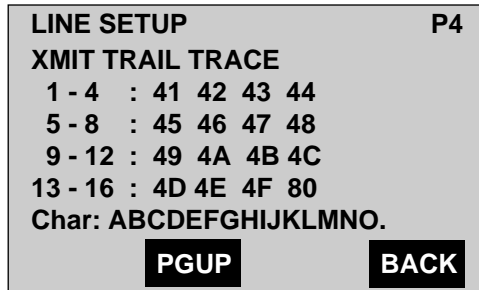 LINE SETUP P4
XMIT TRAIL TRACE
1 - 4 : 41 42 43 44
5 - 8 : 45 46 47 48
9 - 12 : 49 4A 4B 4C
13 - 16 : 4D 4E 4F 80
Char: ABCDEFGHIJKLMNO.
PGUP BACK